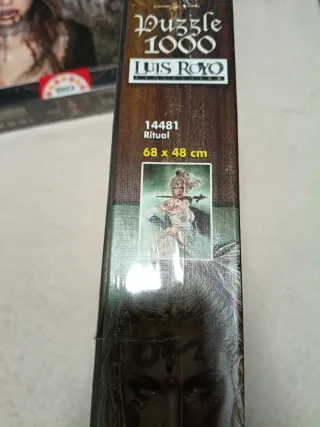 Puzzle
1000
LUIS ROYO
14481
Ritual
68 x 48 cm